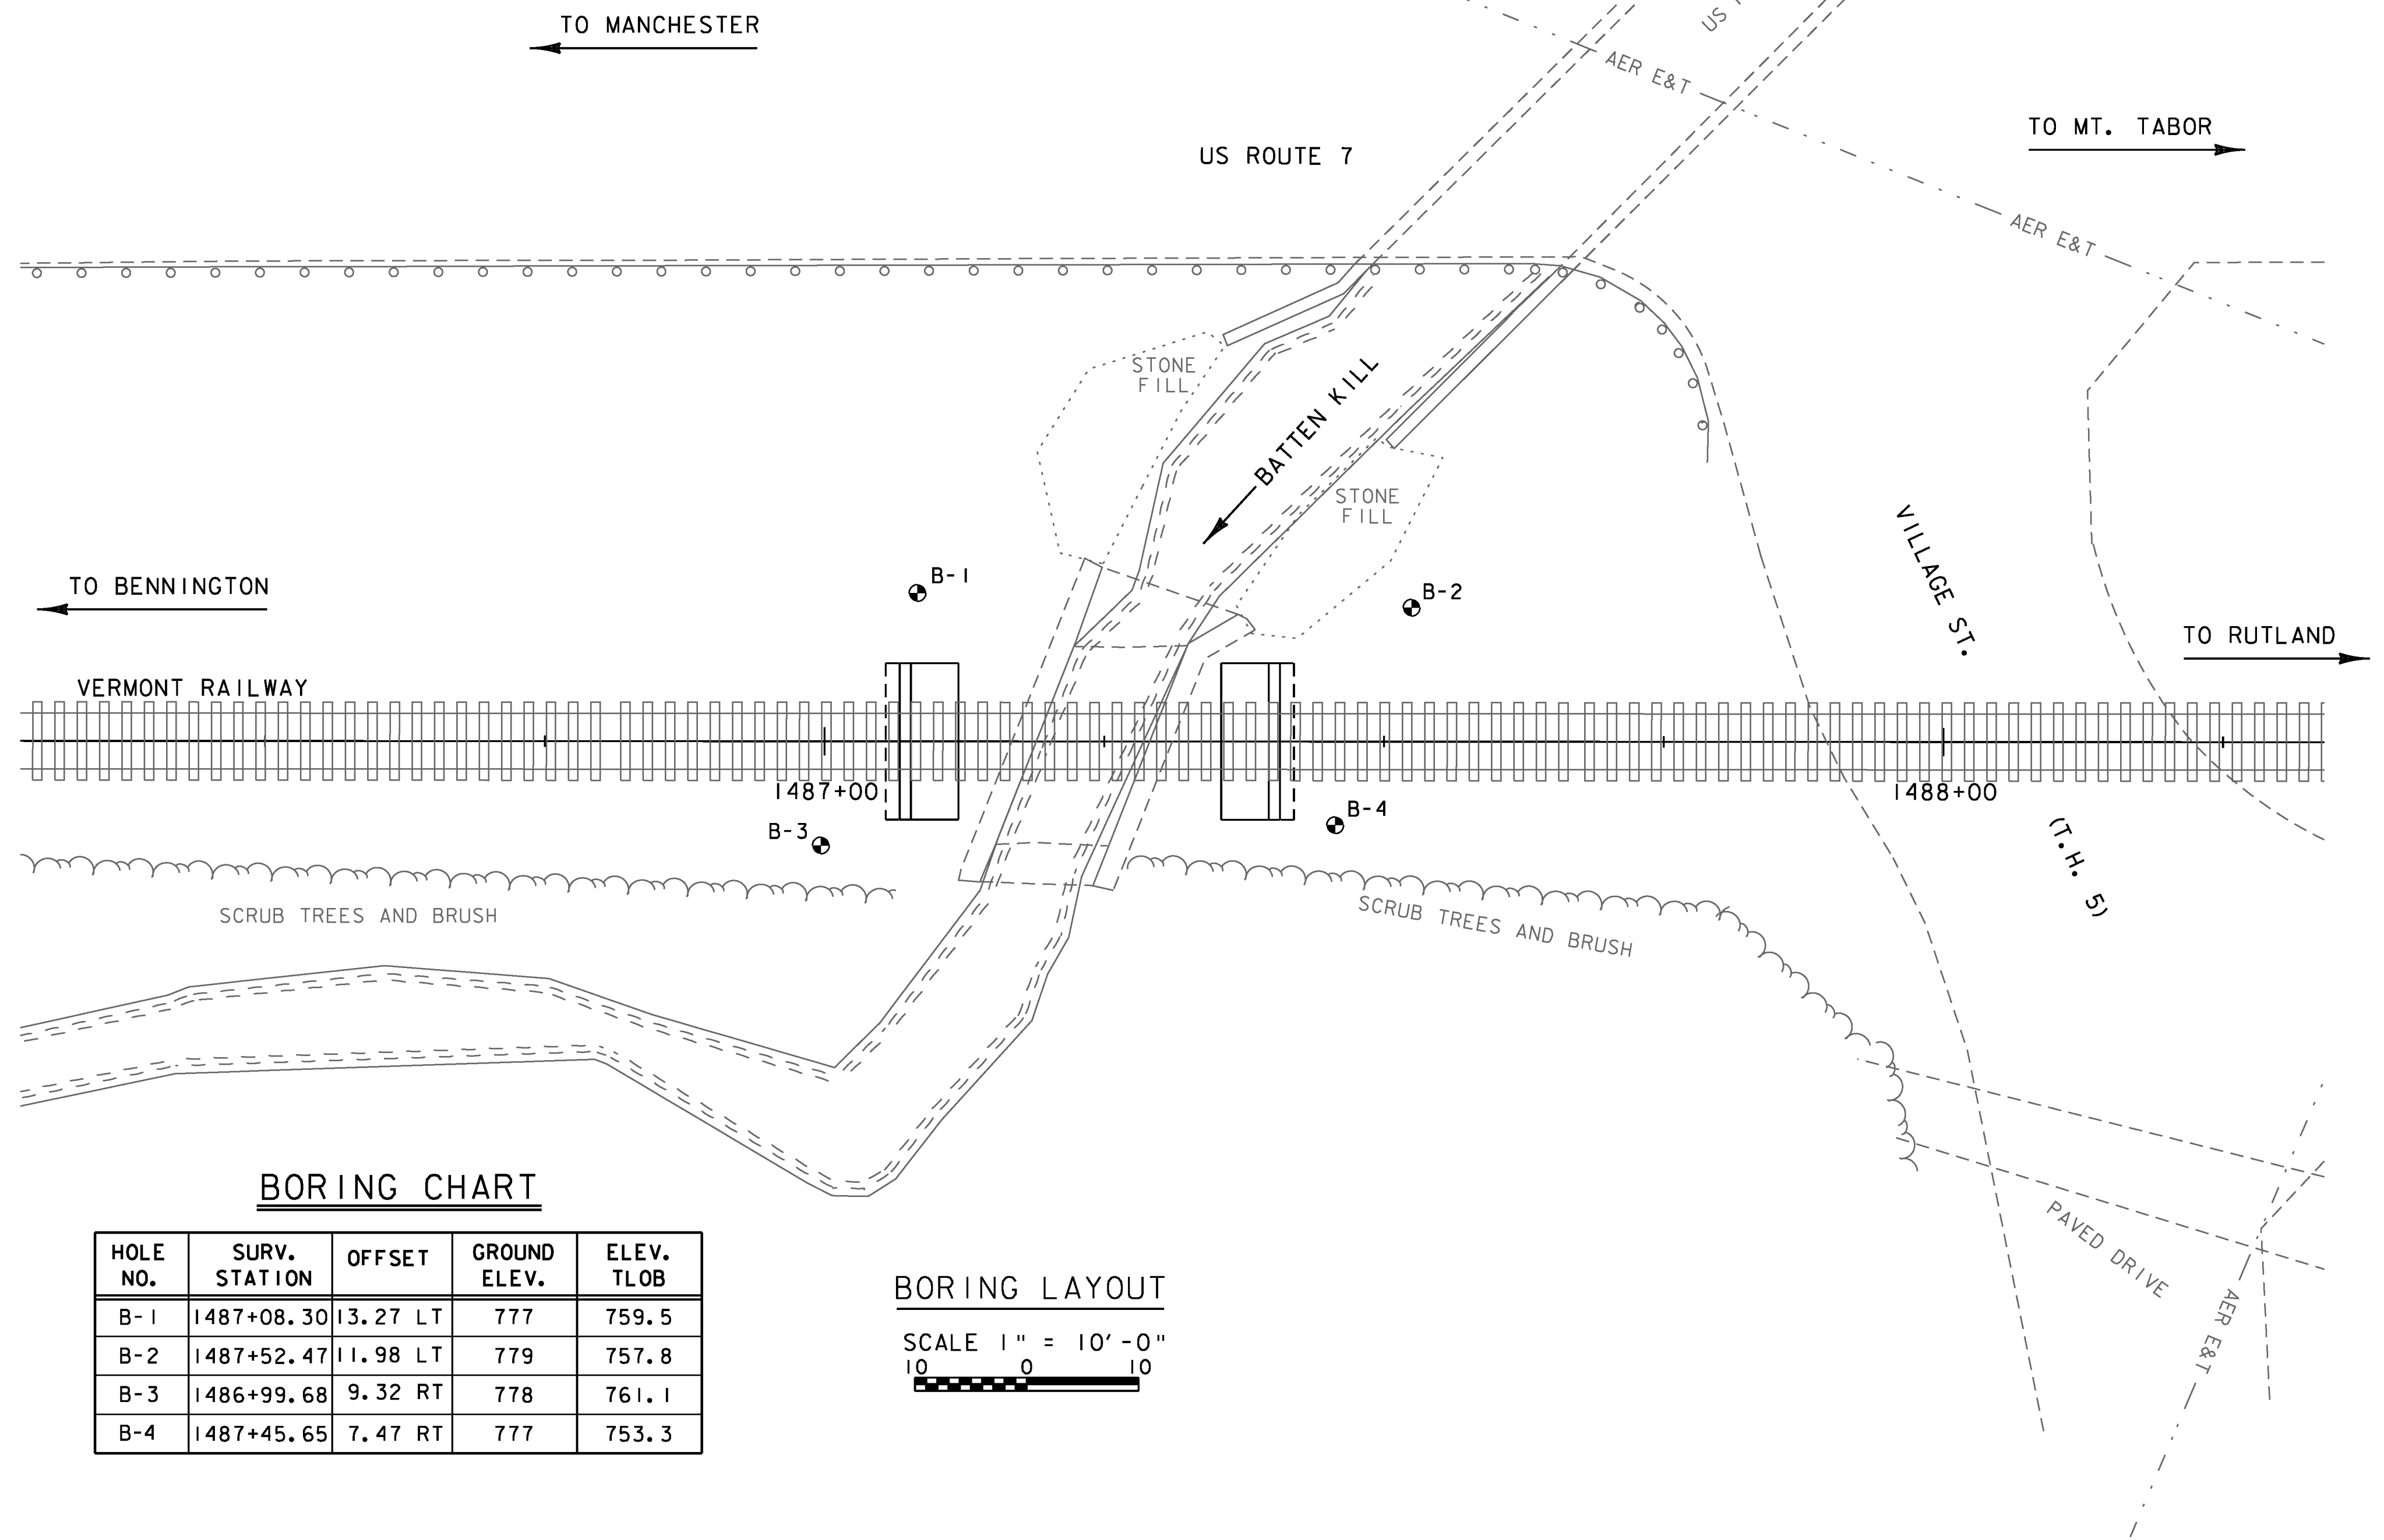 TO MANCHESTER
US
AER E&T
TO MT. TABOR
US ROUTE 7
AER E&T
STONE
FILL
BATTEN KILL
STONE
FILL
VILLAGE ST.
B-1
TO BENNINGTON
B-2
TO RUTLAND
VERMONT RAILWAY
1487+00
1488+00
B-4
B-3
(T.H. 5)
SCRUB TREES AND BRUSH
SCRUB TREES AND BRUSH
PAVED DRIVE
AER E&T
BORING CHART
HOLE NO. SURV. STATION OFFSET GROUND ELEV. ELEV. TLOB
B-1 1487+08.30 13.27 LT 777 759.5
B-2 1487+52.47 11.98 LT 779 757.8
B-3 1486+99.68 9.32 RT 778 761.1
B-4 1487+45.65 7.47 RT 777 753.3
BORING LAYOUT
SCALE 1" = 10'-0"
10 0 10